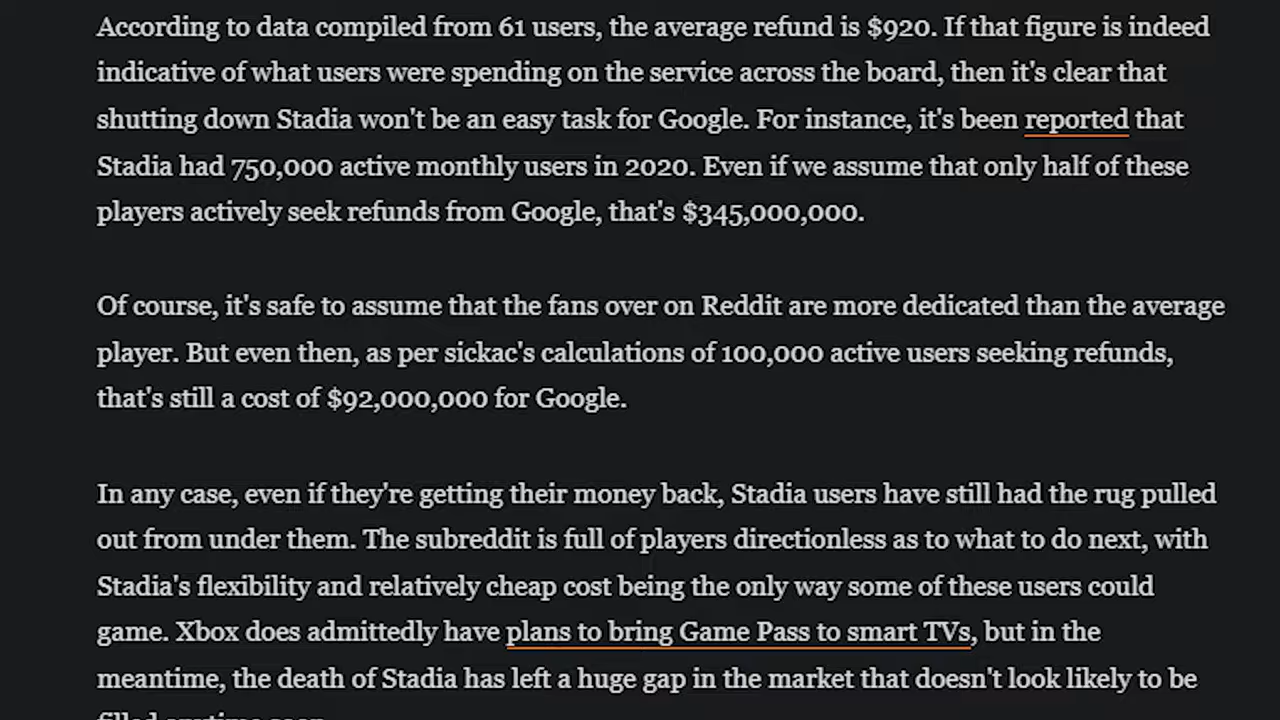 According to data compiled from 61 users, the average refund is $920. If that figure is indeed
indicative of what users were spending on the service across the board, then it's clear that
shutting down Stadia won't be an easy task for Google. For instance, it's been reported that
Stadia had 750,000 active monthly users in 2020. Even if we assume that only half of these
players actively seek refunds from Google, that's $345,000,000.
Of course, it's safe to assume that the fans over on Reddit are more dedicated than the average
player. But even then, as per sickac's calculations of 100,000 active users seeking refunds,
that's still a cost of $92,000,000 for Google.
In any case, even if they're getting their money back, Stadia users have still had the rug pulled
out from under them. The subreddit is full of players directionless as to what to do next, with
Stadia's flexibility and relatively cheap cost being the only way some of these users could
game. Xbox does admittedly have plans to bring Game Pass to smart TVs, but in the
meantime, the death of Stadia has left a huge gap in the market that doesn't look likely to be